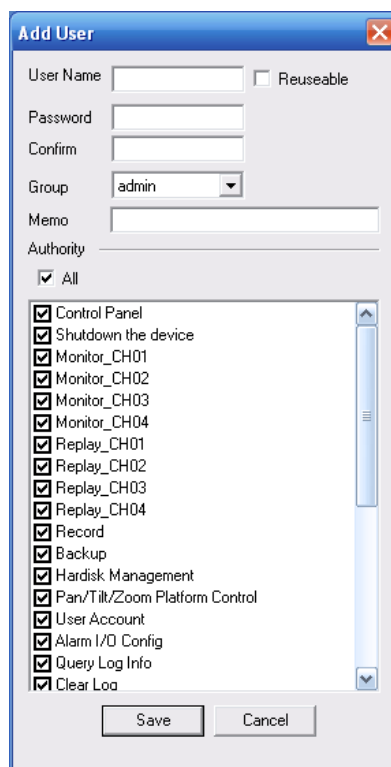 Add User
User Name
Reuseable
Password
Confirm
Group admin
Memo
Authority
All
Control Panel
Shutdown the device
Monitor_CH01
Monitor_CH02
Monitor_CH03
Monitor_CH04
Replay_CH01
Replay_CH02
Replay_CH03
Replay_CH04
Record
Backup
Hardisk Management
Pan/Tilt/Zoom Platform Control
User Account
Alarm I/O Config
Query Log Info
Clear Log
Save Cancel